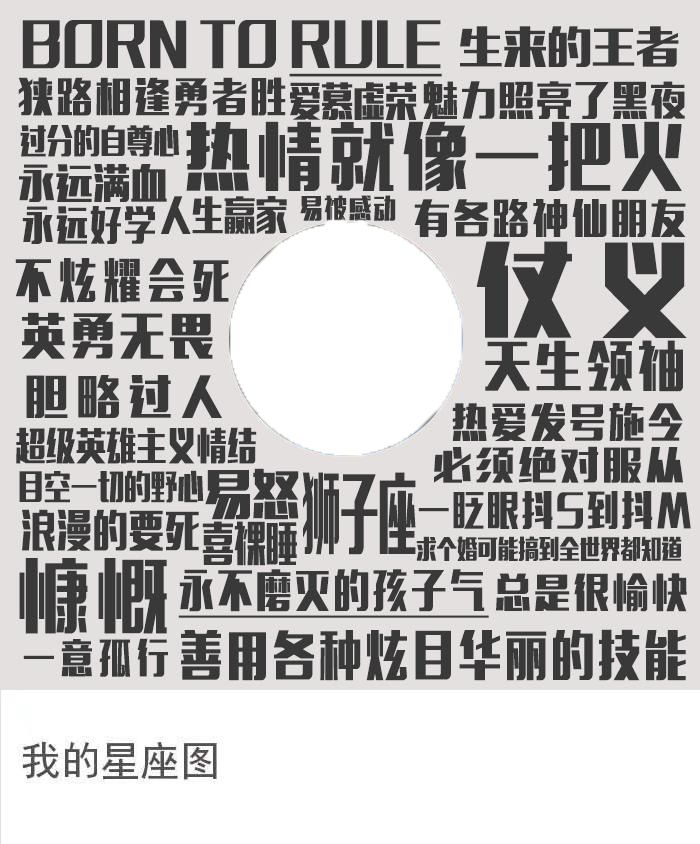 BORN TO RULE 生来的王者
狭路相逢勇者胜 爱慕虚荣 魅力照亮了黑夜
过分的自尊心 热情就像一把火
永远满血
永远好学 人生赢家 易被感动 有各路神仙朋友
不炫耀会死 仗义
英勇无畏
天生领袖
胆略过人
热爱发号施令
超级英雄主义情结
必须绝对服从
目空一切的野心 易怒 狮子座
一眨眼抖S到抖M
浪漫的要死 喜裸睡
求个婚可能搞到全世界都知道
慷慨 永不磨灭的孩子气 总是很愉快
一意孤行 善用各种炫目华丽的技能
我的星座图